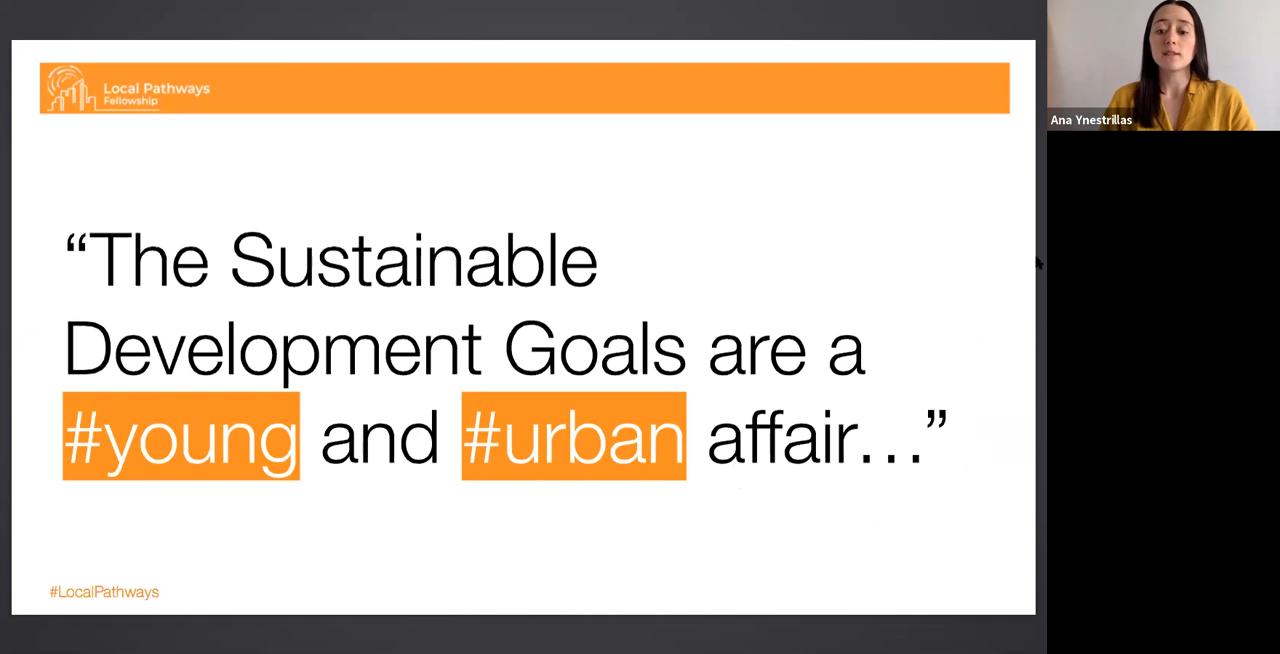 Local Pathways
Fellowship
Ana Ynestrillas
“The Sustainable
Development Goals are a
#young and #urban affair…”
#LocalPathways